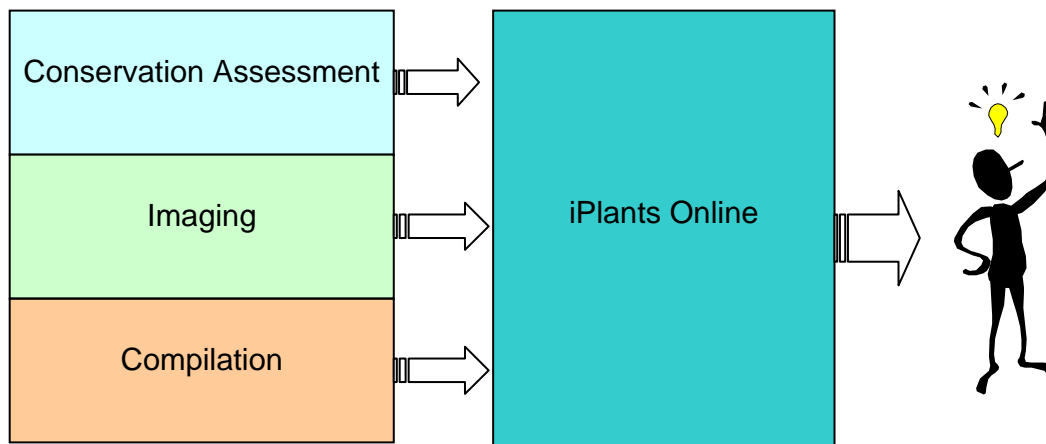 Conservation Assessment
Imaging
iPlants Online
Compilation